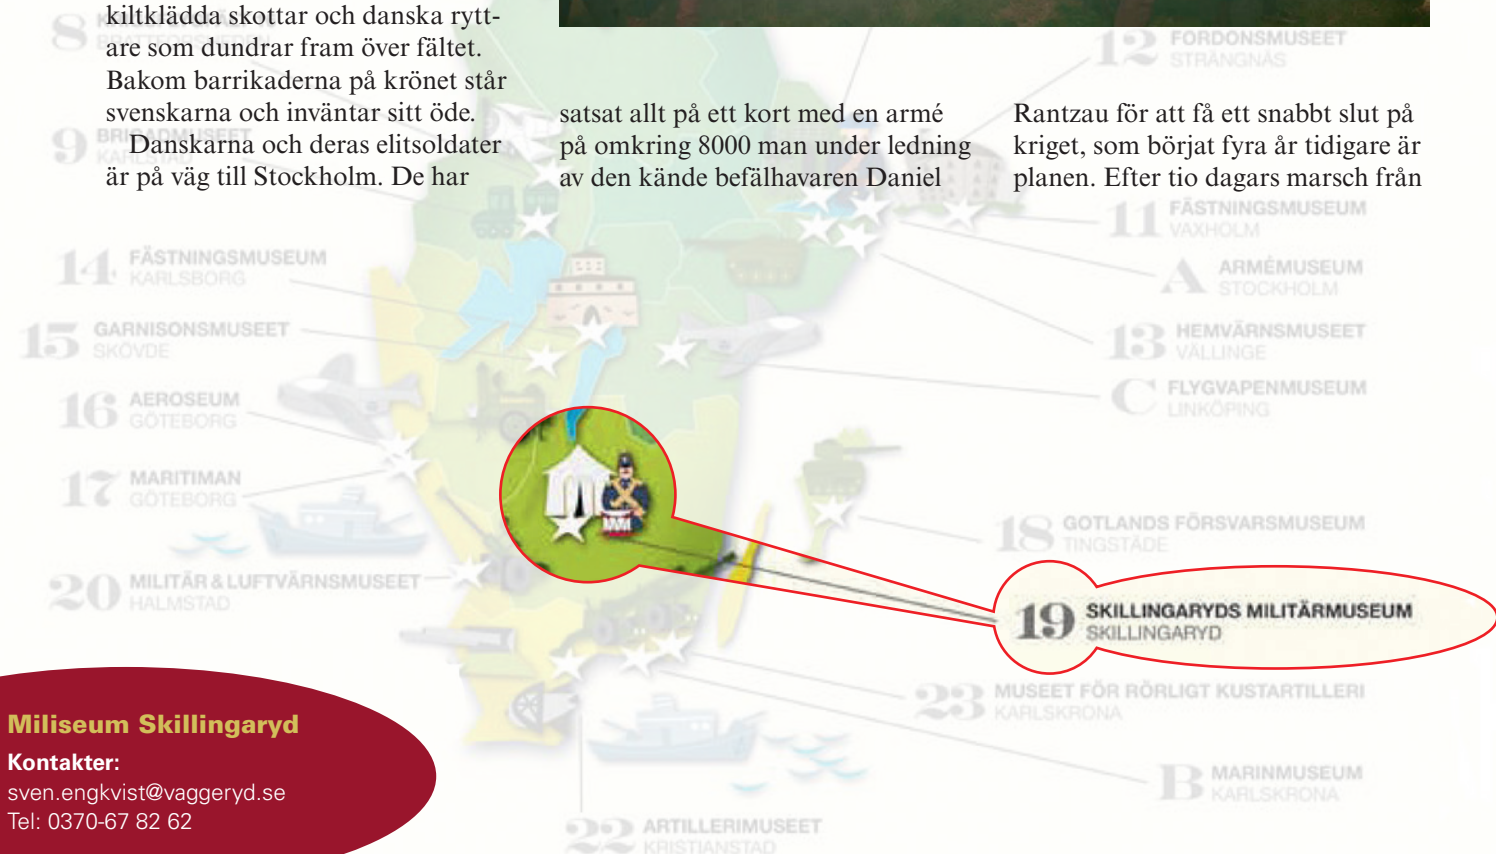 kiltklädda skottar och danska rytt-
are som dundrar fram över fältet.
Bakom barrikaderna på krönet står
svenskarna och inväntar sitt öde.
Danskarna och deras elitsoldater
är på väg till Stockholm. De har
satsat allt på ett kort med en armé
på omkring 8000 man under ledning
av den kände befälhavaren Daniel
Rantzau för att få ett snabbt slut på
kriget, som börjat fyra år tidigare är
planen. Efter tio dagars marsch från
8
BRATTFORSHEDEN
9 BRIGADMUSEET
KARLSTAD
14 FÄSTNINGSMUSEUM
KARLSBORG
15 GARNISONSMUSEET
SKÖVDE
16 AEROSEUM
GÖTEBORG
17 MARITIMAN
GÖTEBORG
20 MILITÄR & LUFTVÄRNSMUSEET
HALMSTAD
12 FORDONSMUSEET
STRÄNGNÄS
11 FÄSTNINGSMUSEUM
VAXHOLM
A ARMÉMUSEUM
STOCKHOLM
13 HEMVÄRNSMUSEET
VÄLLINGE
C FLYGVAPENMUSEUM
LINKÖPING
18 GOTLANDS FÖRSVARSMUSEUM
TINGSTÄDE
19 SKILLINGARYDS MILITÄRMUSEUM
SKILLINGARYD
23 MUSEET FÖR RÖRLIGT KUSTARTILLERI
KARLSKRONA
B MARINMUSEUM
KARLSKRONA
22 ARTILLERIMUSEET
KRISTIANSTAD
Miliseum Skillingaryd
Kontakter:
sven.engkvist@vaggeryd.se
Tel: 0370-67 82 62